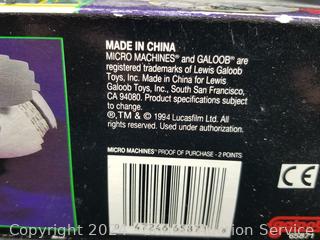 MADE IN CHINA
MICRO MACHINES® and GALOOB® are
registered trademarks of Lewis Galoob
Toys, Inc. Made in China for Lewis
Galoob Toys, Inc., South San Francisco,
CA 94080. Product specifications subject
to change.
®,TM & © 1994 Lucasfilm Ltd. All
rights reserved. Used under authorization.
MICRO MACHINES® PROOF OF PURCHASE - 2 POINTS
CE
65871
Copyright
Service